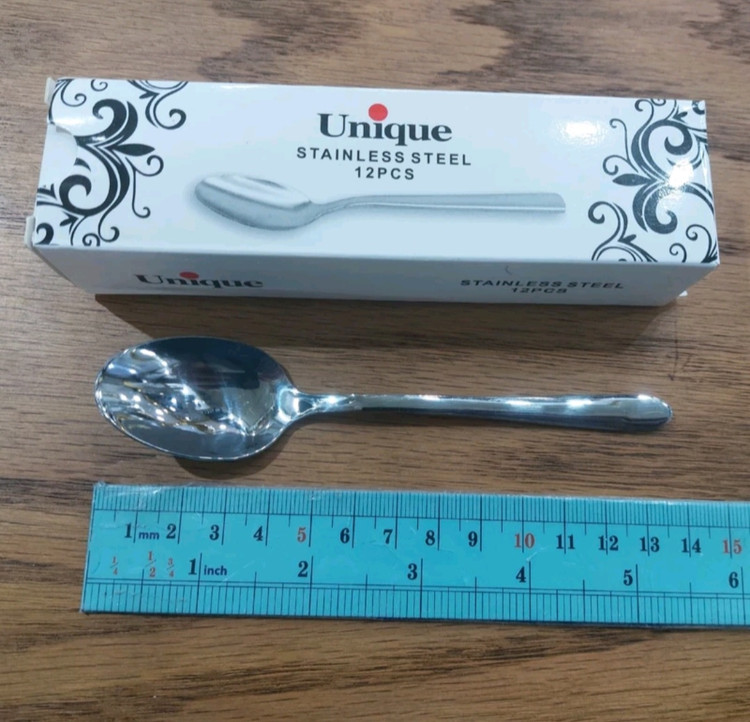 Unique
STAINLESS STEEL
12PCS
Unique
STAINLESS STEEL
12PCS
1 mm 2 3 4 5 6 7 8 9 10 11 12 13 14 15
1/4 1/2 3/4 1 inch 2 3 4 5 6